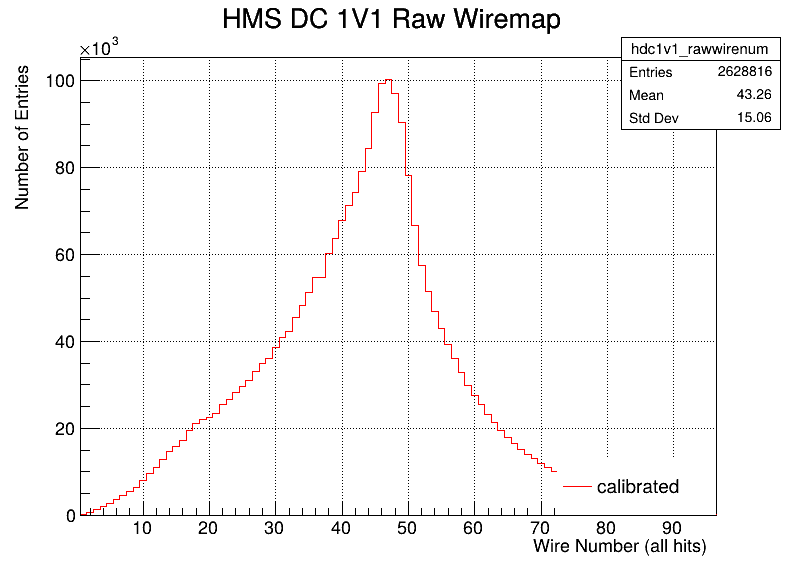 HMS DC 1V1 Raw Wiremap
×10³
hdc1v1_rawwirenum
Entries 2628816
Mean 43.26
Std Dev 15.06
Number of Entries
100
80
60
40
20
0
calibrated
10 20 30 40 50 60 70 80 90
Wire Number (all hits)